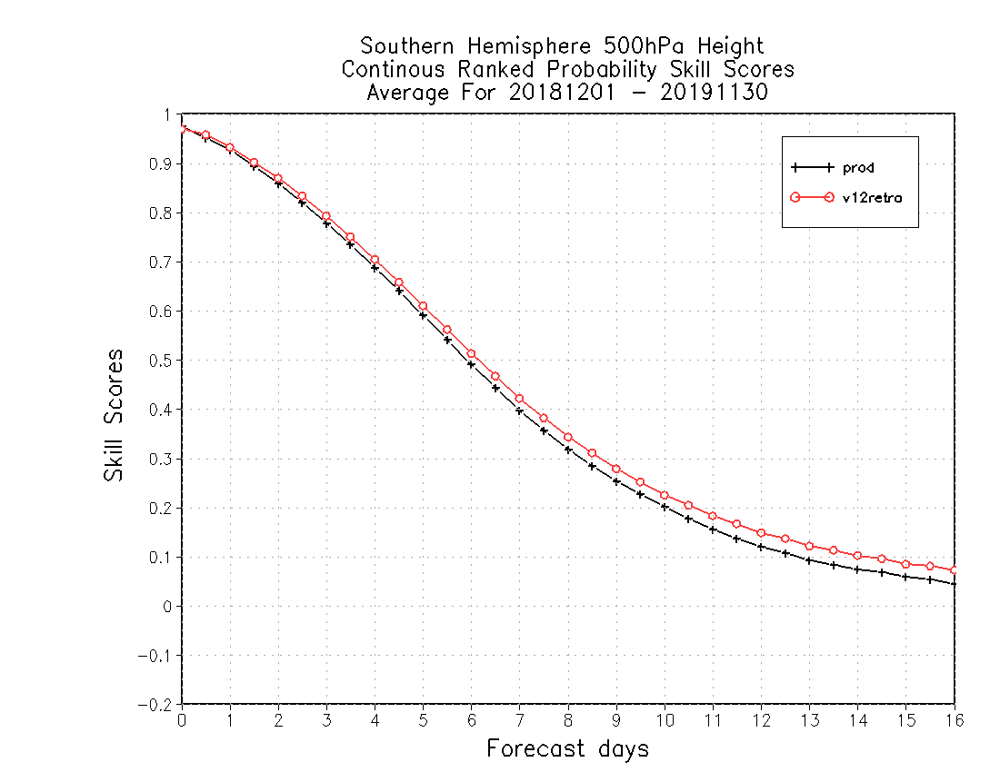 Southern Hemisphere 500hPa Height
Continous Ranked Probability Skill Scores
Average For 20181201 - 20191130
prod
v12retro
Skill Scores
1
0.9
0.8
0.7
0.6
0.5
0.4
0.3
0.2
0.1
0
-0.1
-0.2
0 1 2 3 4 5 6 7 8 9 10 11 12 13 14 15 16
Forecast days